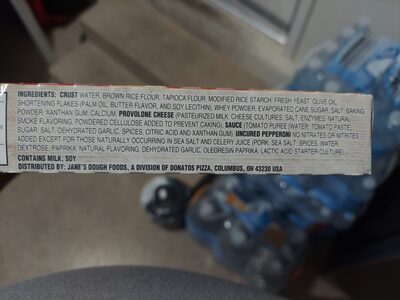 INGREDIENTS: CRUST WATER, BROWN RICE FLOUR, TAPIOCA FLOUR, MODIFIED RICE STARCH, FRESH YEAST, OLIVE OIL,
SHORTENING FLAKES (PALM OIL, BUTTER FLAVOR, AND SOY LECITHIN), WHEY POWDER, EVAPORATED CANE SUGAR, SALT, BAKING
POWDER, XANTHAN GUM, CALCIUM. PROVOLONE CHEESE (PASTEURIZED MILK, CHEESE CULTURES, SALT, ENZYMES, NATURAL
SMOKE FLAVORING, POWDERED CELLULOSE ADDED TO PREVENT CAKING). SAUCE (TOMATO PUREE (WATER, TOMATO PASTE,
SUGAR, SALT, DEHYDRATED GARLIC, SPICES, CITRIC ACID AND XANTHAN GUM). UNCURED PEPPERONI NO NITRATES OR NITRITES
ADDED EXCEPT FOR THOSE NATURALLY OCCURRING IN SEA SALT AND CELERY JUICE (PORK, SEA SALT, SPICES, WATER,
DEXTROSE, PAPRIKA, NATURAL FLAVORING, DEHYDRATED GARLIC, OLEORESIN PAPRIKA, LACTIC ACID STARTER CULTURE)
CONTAINS MILK, SOY
DISTRIBUTED BY: JANE'S DOUGH FOODS, A DIVISION OF DONATOS PIZZA, COLUMBUS, OH 43230 USA